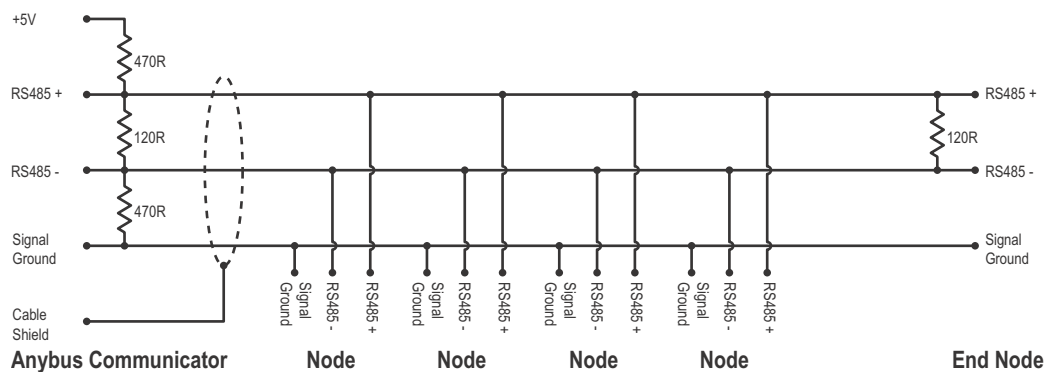 +5V
470R
RS485 +
RS485 +
120R
120R
RS485 -
RS485 -
470R
Signal
Ground
Signal
Ground
Signal
Ground
RS485 -
RS485 +
Signal
Ground
RS485 -
RS485 +
Signal
Ground
RS485 -
RS485 +
Signal
Ground
RS485 -
RS485 +
Cable
Shield
Anybus Communicator
Node
Node
Node
Node
End Node